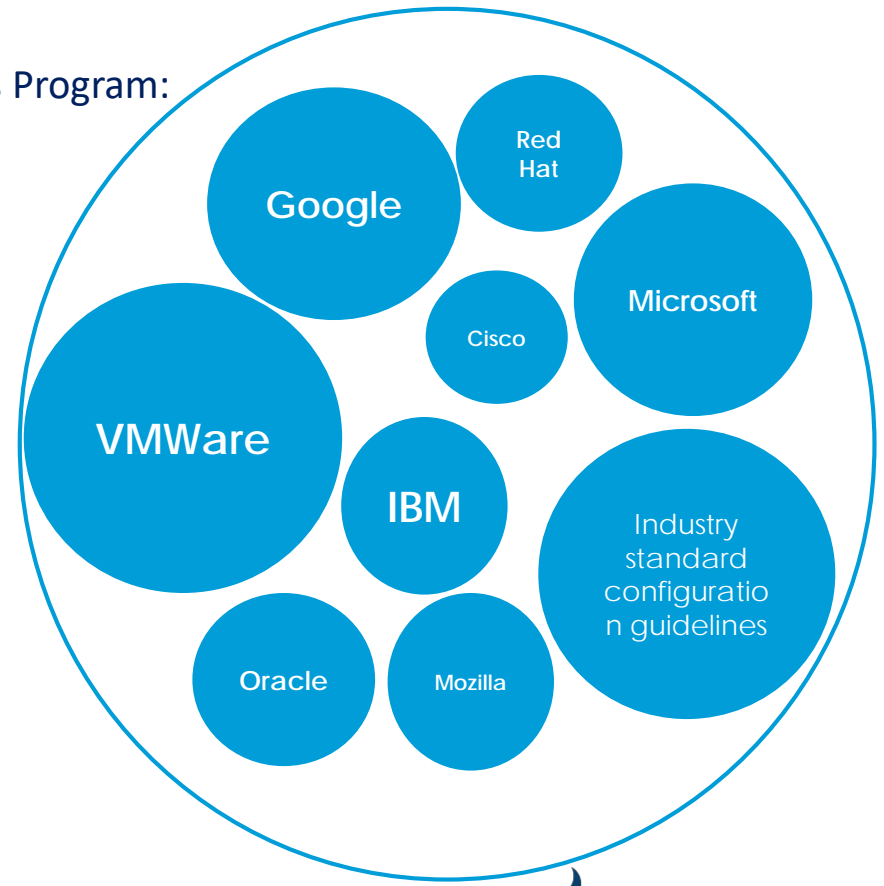 Program:
Red
Hat
Google
Microsoft
Cisco
VMWare
IBM
Industry
standard
configuratio
n guidelines
Oracle
Mozilla